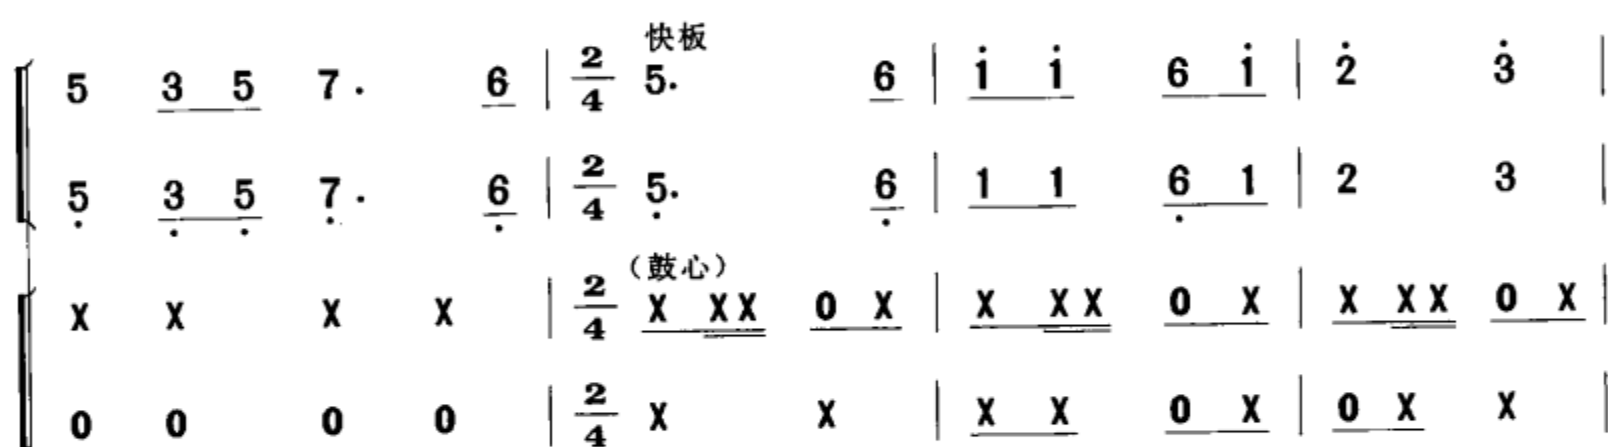 快板
5 3 5 7. 6 | 2/4 5. 6 | i̇ i̇ 6 i̇ | 2̇ 3̇ |
5̣ 3̣ 5̣ 7̣. 6̣ | 2/4 5̣. 6̣ | 1 1 6̣ 1 | 2 3 |
（鼓心）
X X X X | 2/4 X XX 0 X | X XX 0 X | X XX 0 X |
0 0 0 0 | 2/4 X X | X X 0 X | 0 X X |